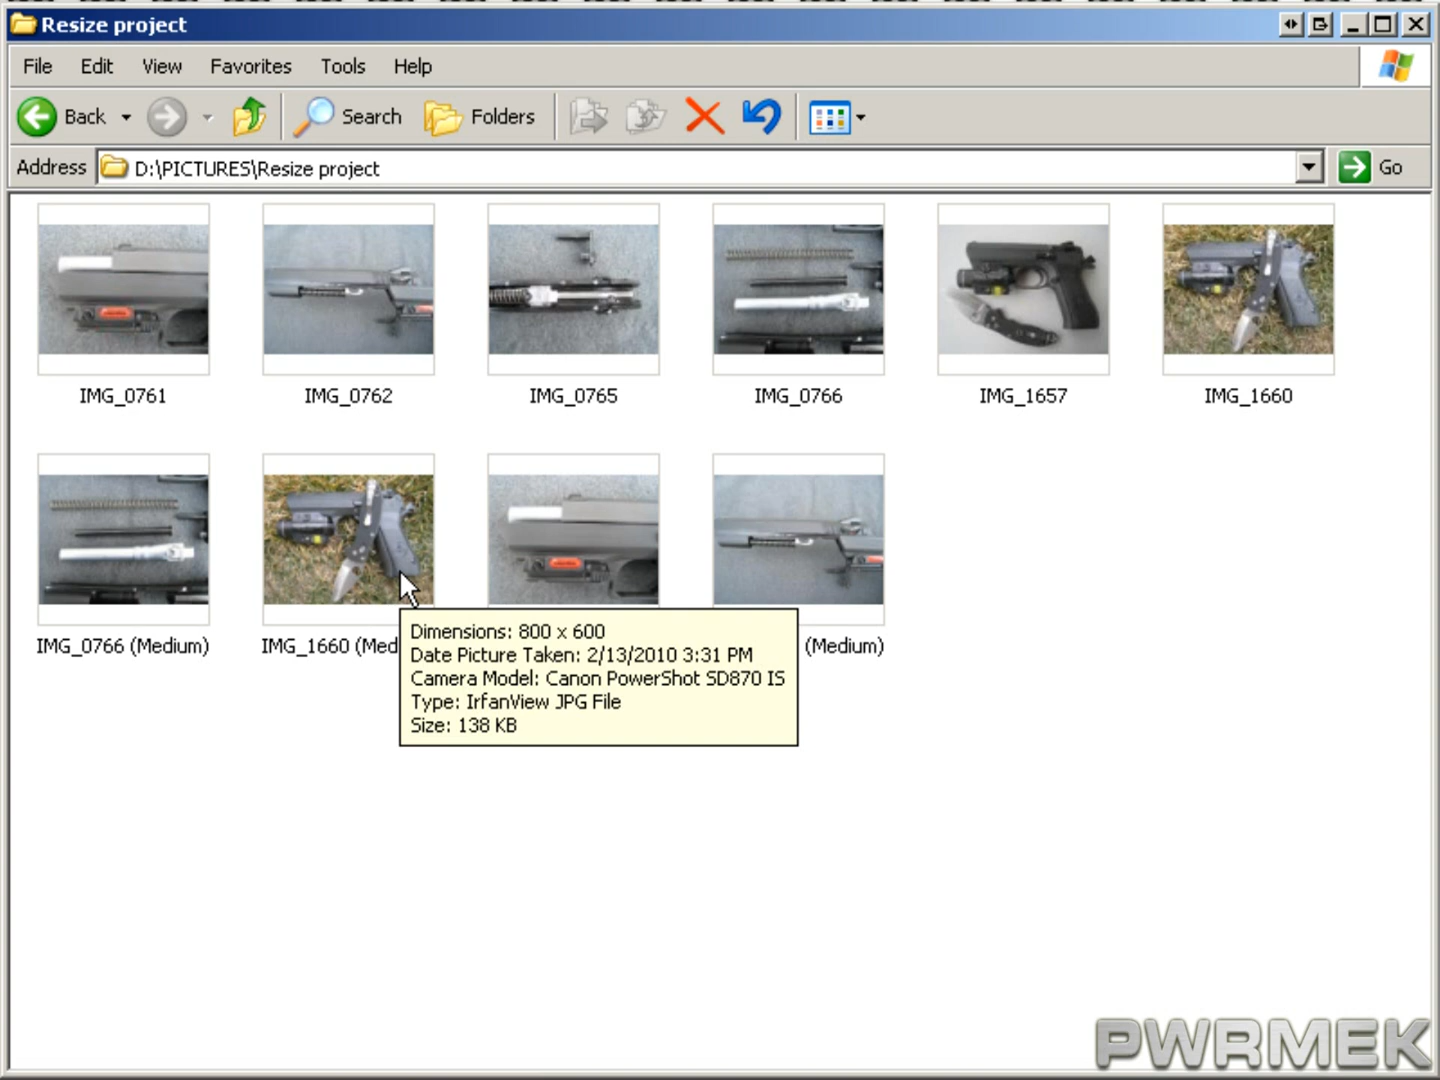 Resize project
File Edit View Favorites Tools Help
Back Search Folders
Address D:\PICTURES\Resize project Go
IMG_0761 IMG_0762 IMG_0765 IMG_0766 IMG_1657 IMG_1660
IMG_0766 (Medium) IMG_1660 (Med (Medium)
Dimensions: 800 x 600
Date Picture Taken: 2/13/2010 3:31 PM
Camera Model: Canon PowerShot SD870 IS
Type: IrfanView JPG File
Size: 138 KB
PWRMEK